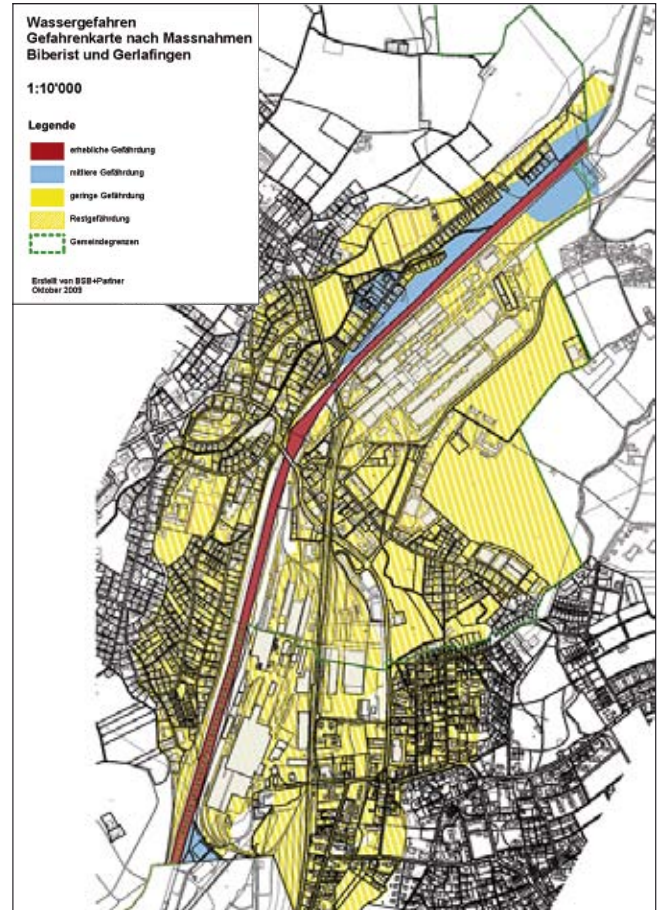 Wassergefahren
Gefahrenkarte nach Massnahmen
Biberist und Gerlafingen
1:10'000
Legende
erhebliche Gefährdung
mittlere Gefährdung
geringe Gefährdung
Restgefährdung
Gemeindegrenzen
Erstellt von BSB+Partner
Oktober 2009